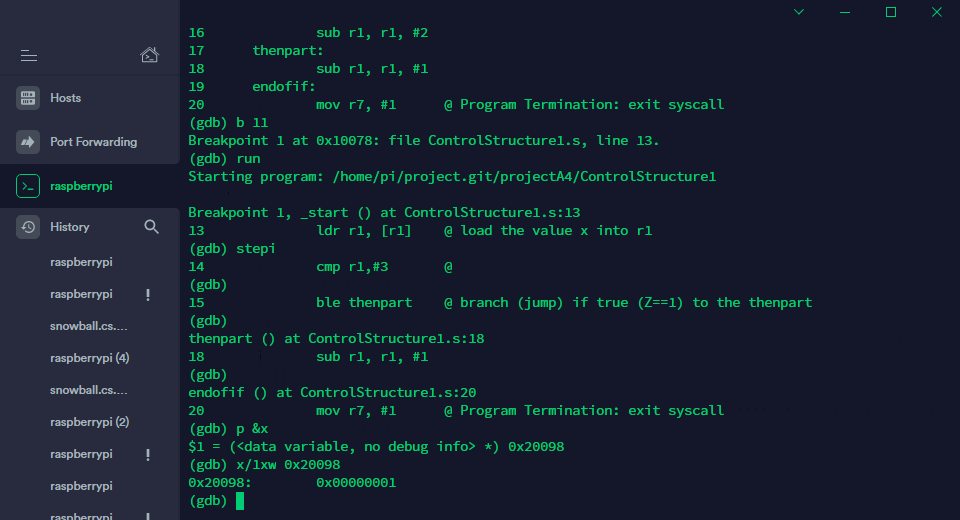 Hosts
Port Forwarding
raspberrypi
History
raspberrypi
raspberrypi !
snowball.cs....
raspberrypi (4)
snowball.cs....
raspberrypi (2)
raspberrypi !
raspberrypi
raspberrypi !
16 sub r1, r1, #2
17 thenpart:
18 sub r1, r1, #1
19 endofif:
20 mov r7, #1 @ Program Termination: exit syscall
(gdb) b 11
Breakpoint 1 at 0x10078: file ControlStructure1.s, line 13.
(gdb) run
Starting program: /home/pi/project.git/projectA4/ControlStructure1
Breakpoint 1, _start () at ControlStructure1.s:13
13 ldr r1, [r1] @ load the value x into r1
(gdb) stepi
14 cmp r1,#3 @
(gdb)
15 ble thenpart @ branch (jump) if true (Z==1) to the thenpart
(gdb)
thenpart () at ControlStructure1.s:18
18 sub r1, r1, #1
(gdb)
endofif () at ControlStructure1.s:20
20 mov r7, #1 @ Program Termination: exit syscall
(gdb) p &x
$1 = (<data variable, no debug info> *) 0x20098
(gdb) x/1xw 0x20098
0x20098: 0x00000001
(gdb)